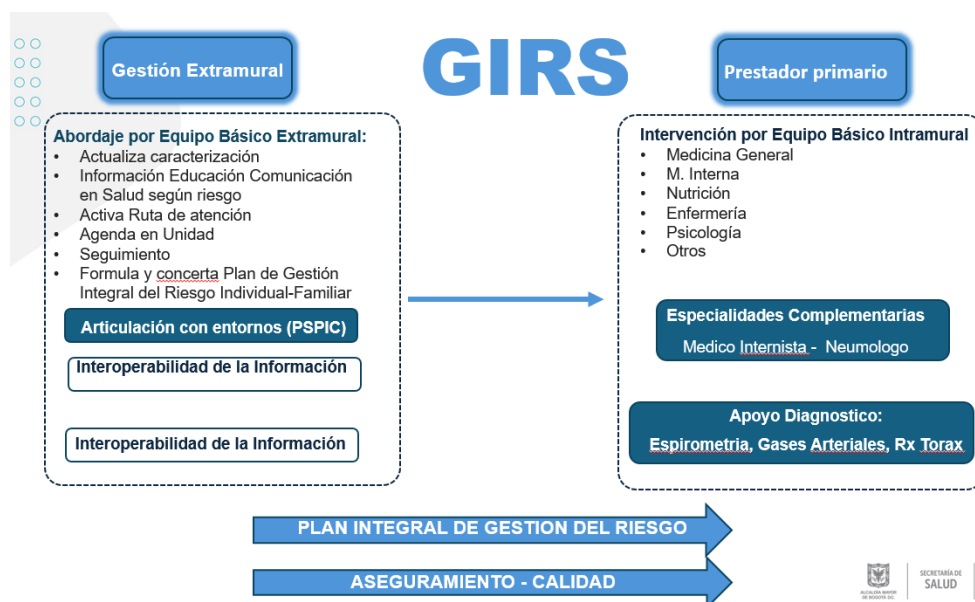 GIRS
Gestión Extramural
Abordaje por Equipo Básico Extramural:
• Actualiza caracterización
• Información Educación Comunicación
en Salud según riesgo
• Activa Ruta de atención
• Agenda en Unidad
• Seguimiento
• Formula y concerta Plan de Gestión
Integral del Riesgo Individual-Familiar
Articulación con entornos (PSPIC)
Interoperabilidad de la Información
Interoperabilidad de la Información
Prestador primario
Intervención por Equipo Básico Intramural
• Medicina General
• M. Interna
• Nutrición
• Enfermería
• Psicología
• Otros
Especialidades Complementarias
Medico Internista - Neumologo
Apoyo Diagnostico:
Espirometria, Gases Arteriales, Rx Torax
PLAN INTEGRAL DE GESTION DEL RIESGO
ASEGURAMIENTO - CALIDAD
ALCALDÍA MAYOR
DE BOGOTÁ D.C.
SECRETARÍA DE
SALUD